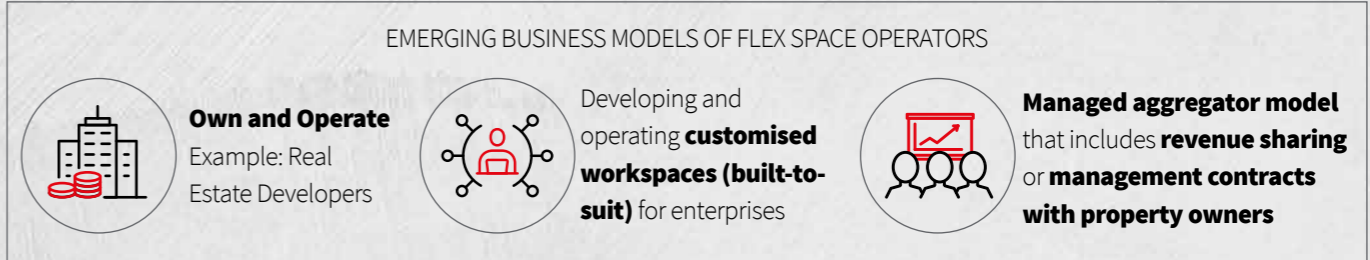 EMERGING BUSINESS MODELS OF FLEX SPACE OPERATORS
Own and Operate
Example: Real
Estate Developers
Developing and
operating customised
workspaces (built-to-
suit) for enterprises
Managed aggregator model
that includes revenue sharing
or management contracts
with property owners